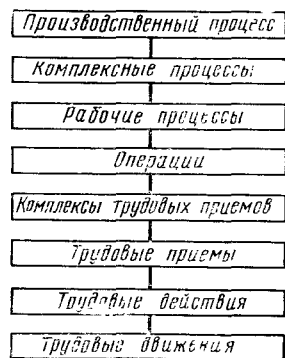 Производственный процесс
Комплексные процессы
Рабочие процессы
Операции
Комплексы трудовых приемов
Трудовые приемы
Трудовые действия
Трудовые движения